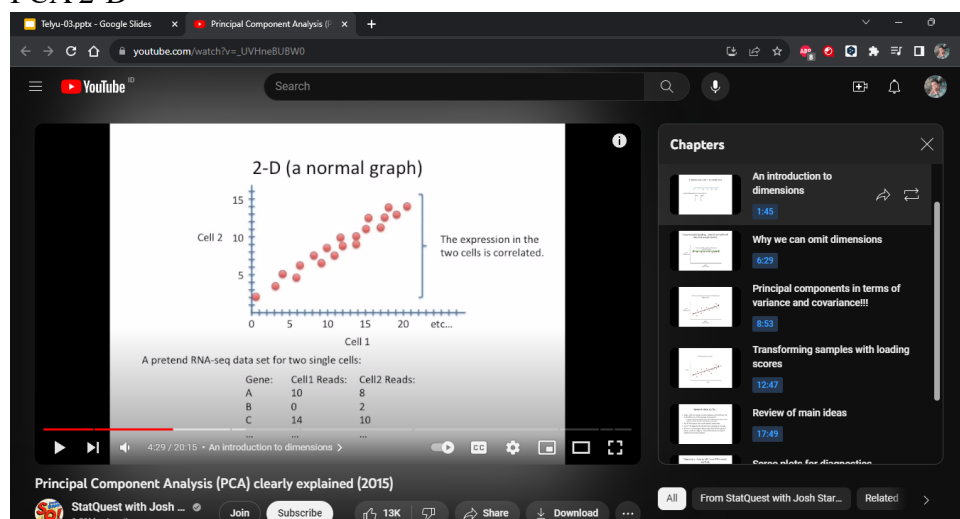 PCA 2-D
Telyu-03.pptx - Google Slides
Principal Component Analysis (P
youtube.com/watch?v=_UVHneBUBW0
YouTube ID
Search
2-D (a normal graph)
15
Cell 2 10
5
0 5 10 15 20 etc...
Cell 1
The expression in the
two cells is correlated.
A pretend RNA-seq data set for two single cells:
Gene: Cell1 Reads: Cell2 Reads:
A 10 8
B 0 2
C 14 10
... ... ...
4:29 / 20:15 • An introduction to dimensions >
CC
Chapters
An introduction to
dimensions
1:45
Why we can omit dimensions
6:29
Principal components in terms of
variance and covariance!!!
8:53
Transforming samples with loading
scores
12:47
Review of main ideas
17:49
Principal Component Analysis (PCA) clearly explained (2015)
StatQuest with Josh ...
Join
Subscribe
13K
Share
Download
...
All
From StatQuest with Josh Star...
Related